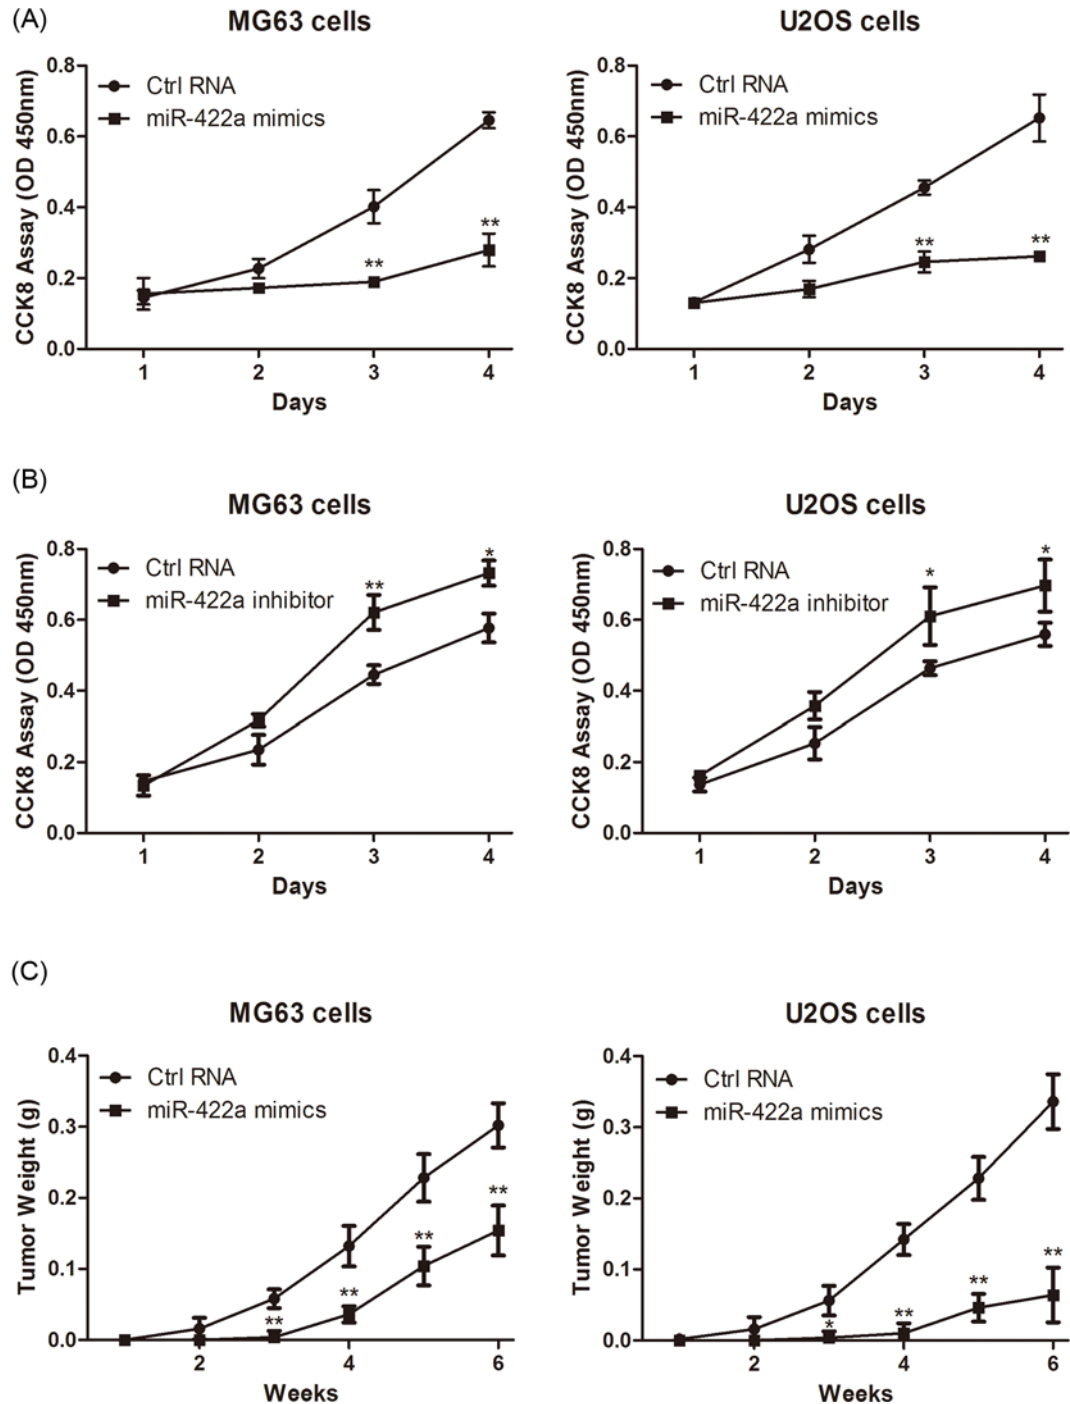 (A)
MG63 cells
U2OS cells
CCK8 Assay (OD 450nm)
0.8
0.6
0.4
0.2
0.0
Ctrl RNA
miR-422a mimics
**
**
1 2 3 4
Days
CCK8 Assay (OD 450nm)
0.8
0.6
0.4
0.2
0.0
Ctrl RNA
miR-422a mimics
**
**
1 2 3 4
Days
(B)
MG63 cells
U2OS cells
CCK8 Assay (OD 450nm)
0.8
0.6
0.4
0.2
0.0
Ctrl RNA
miR-422a inhibitor
**
*
1 2 3 4
Days
CCK8 Assay (OD 450nm)
0.8
0.6
0.4
0.2
0.0
Ctrl RNA
miR-422a inhibitor
*
*
1 2 3 4
Days
(C)
MG63 cells
U2OS cells
Tumor Weight (g)
0.4
0.3
0.2
0.1
0.0
Ctrl RNA
miR-422a mimics
**
**
**
**
2 4 6
Weeks
Tumor Weight (g)
0.4
0.3
0.2
0.1
0.0
Ctrl RNA
miR-422a mimics
*
**
**
**
2 4 6
Weeks